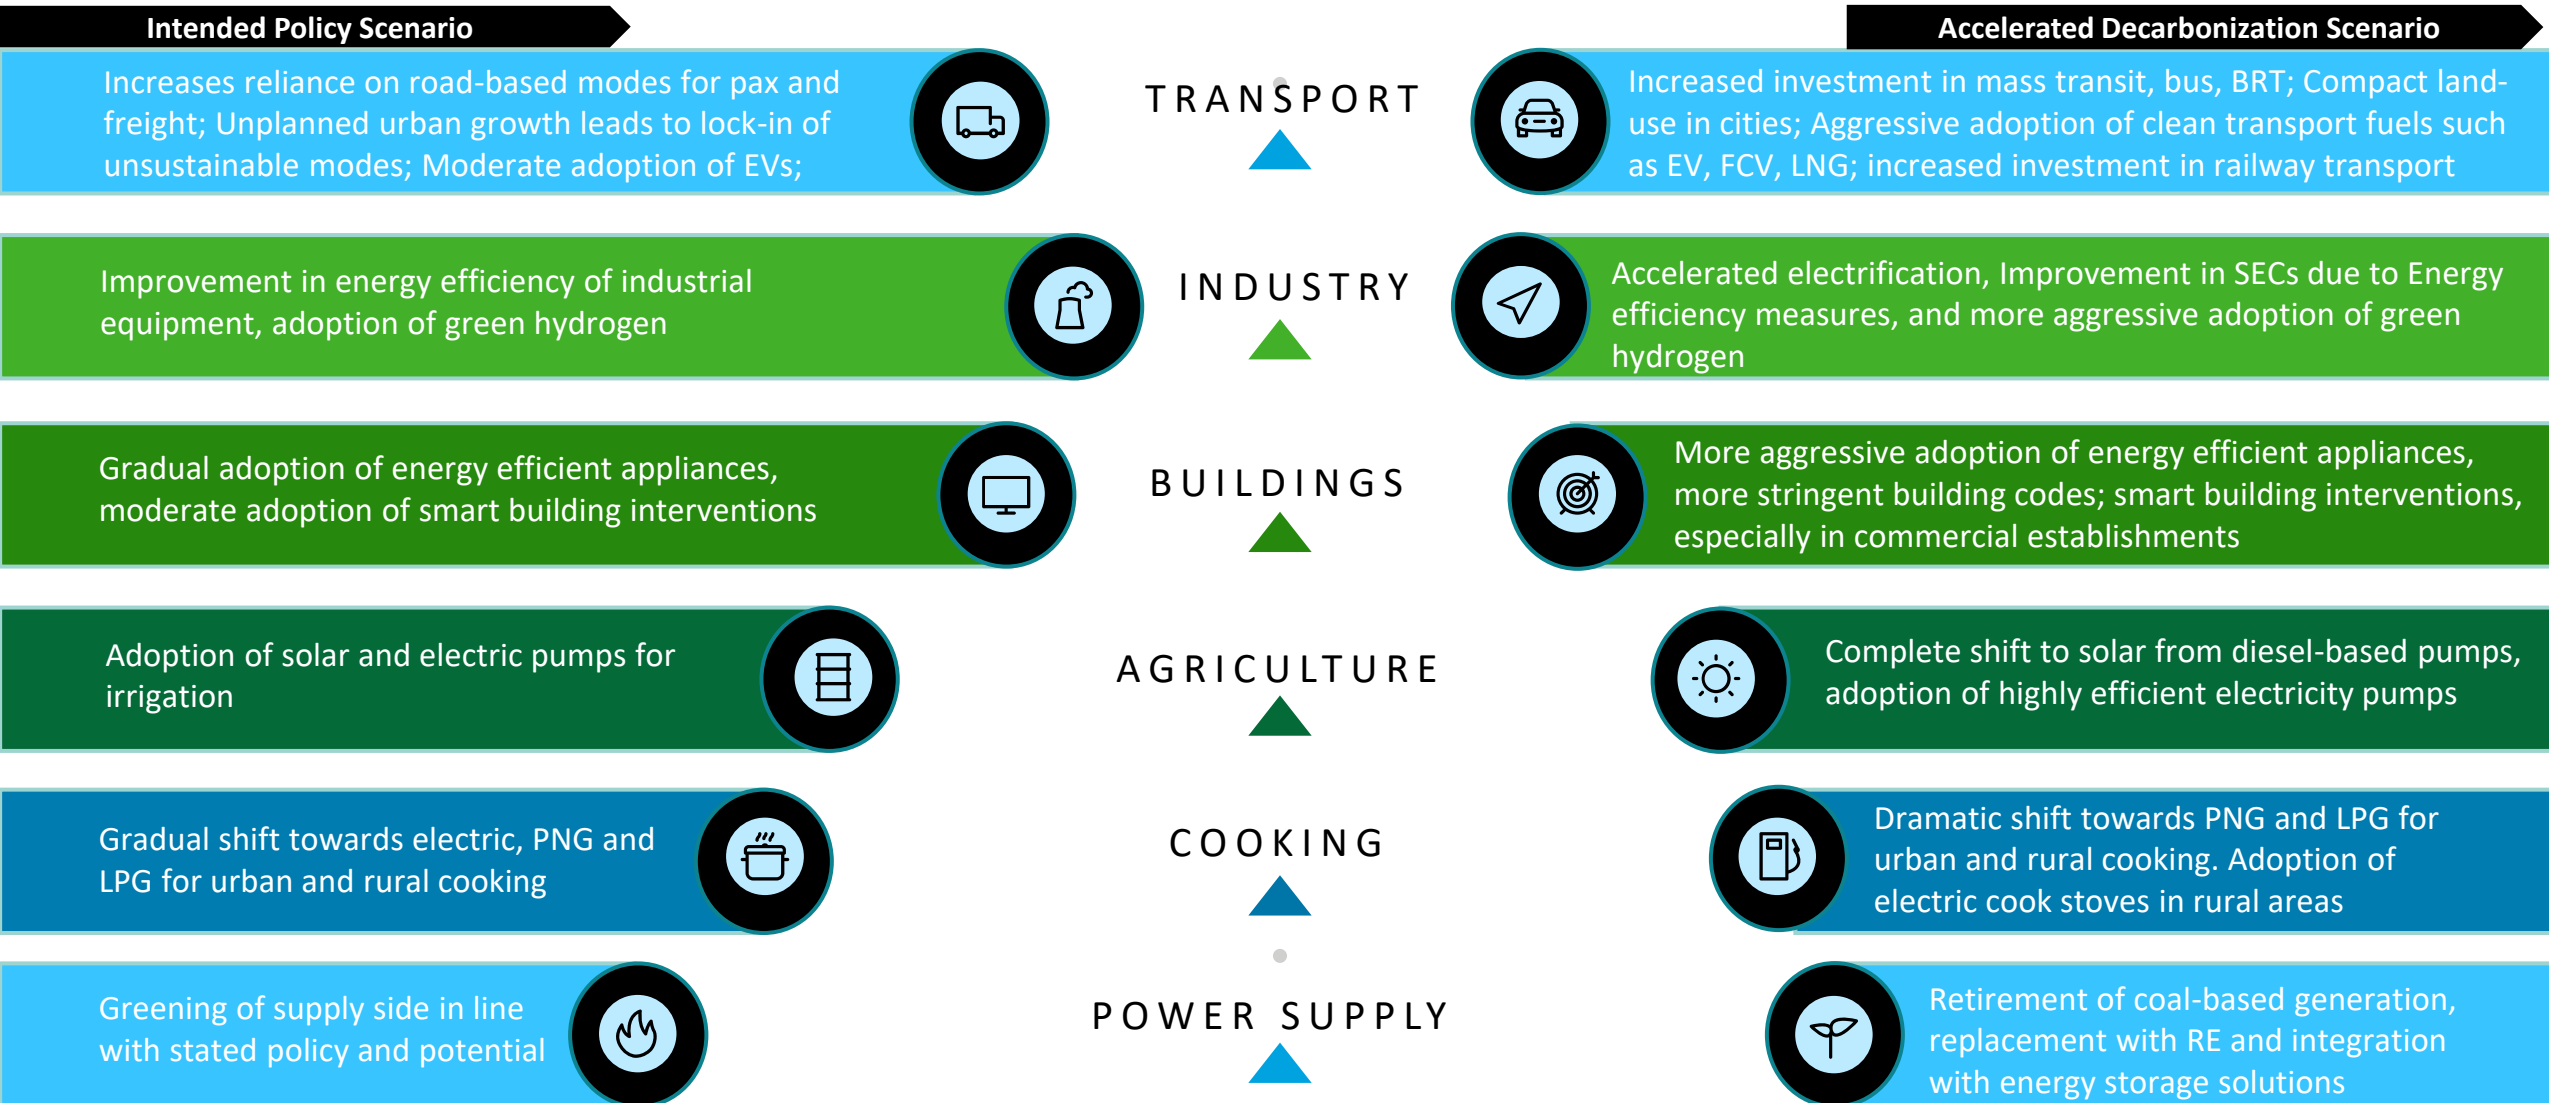 Intended Policy Scenario
Accelerated Decarbonization Scenario
Increases reliance on road-based modes for pax and
freight; Unplanned urban growth leads to lock-in of
unsustainable modes; Moderate adoption of EVs;
TRANSPORT
Increased investment in mass transit, bus, BRT; Compact land-
use in cities; Aggressive adoption of clean transport fuels such
as EV, FCV, LNG; increased investment in railway transport
Improvement in energy efficiency of industrial
equipment, adoption of green hydrogen
INDUSTRY
Accelerated electrification, Improvement in SECs due to Energy
efficiency measures, and more aggressive adoption of green
hydrogen
Gradual adoption of energy efficient appliances,
moderate adoption of smart building interventions
BUILDINGS
More aggressive adoption of energy efficient appliances,
more stringent building codes; smart building interventions,
especially in commercial establishments
Adoption of solar and electric pumps for
irrigation
AGRICULTURE
Complete shift to solar from diesel-based pumps,
adoption of highly efficient electricity pumps
Gradual shift towards electric, PNG and
LPG for urban and rural cooking
COOKING
Dramatic shift towards PNG and LPG for
urban and rural cooking. Adoption of
electric cook stoves in rural areas
Greening of supply side in line
with stated policy and potential
POWER SUPPLY
Retirement of coal-based generation,
replacement with RE and integration
with energy storage solutions